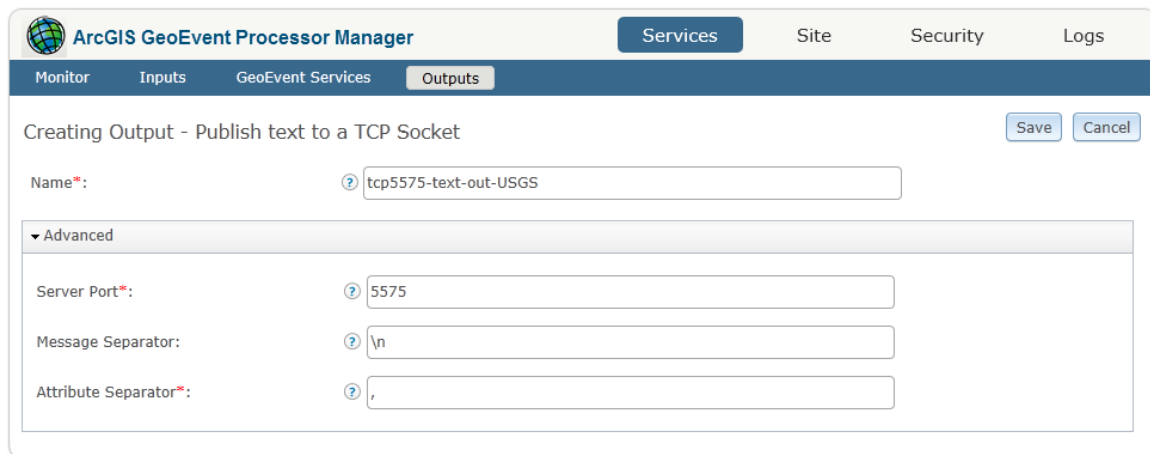 ArcGIS GeoEvent Processor Manager Services Site Security Logs
Monitor Inputs GeoEvent Services Outputs
Creating Output - Publish text to a TCP Socket Save Cancel
Name*: ? tcp5575-text-out-USGS
Advanced
Server Port*: ? 5575
Message Separator: ? \n
Attribute Separator*: ? ,